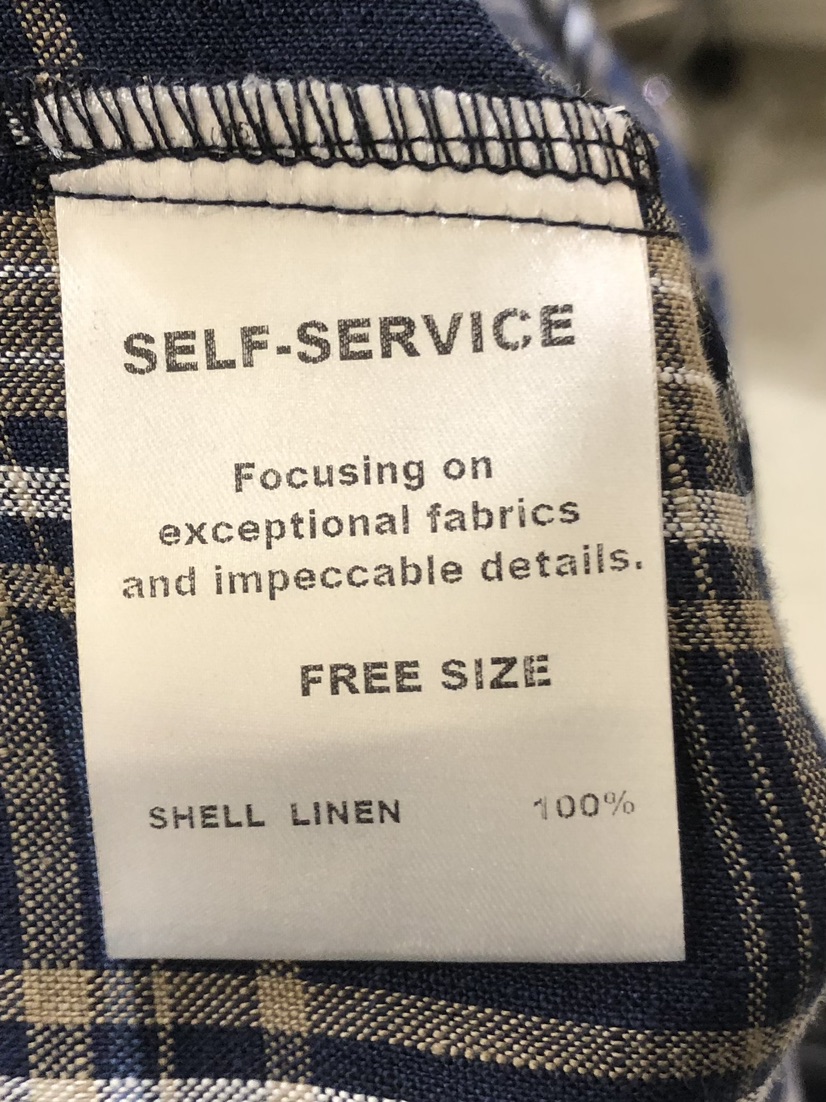 SELF-SERVICE
Focusing on
exceptional fabrics
and impeccable details.
FREE SIZE
SHELL LINEN 100%